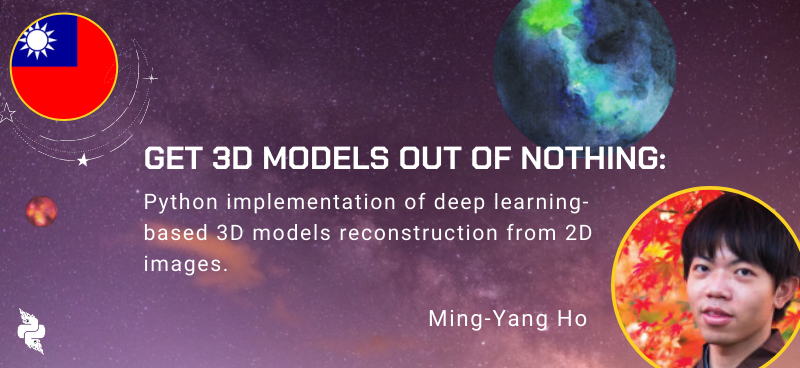 GET 3D MODELS OUT OF NOTHING:
Python implementation of deep learning-
based 3D models reconstruction from 2D
images.
Ming-Yang Ho